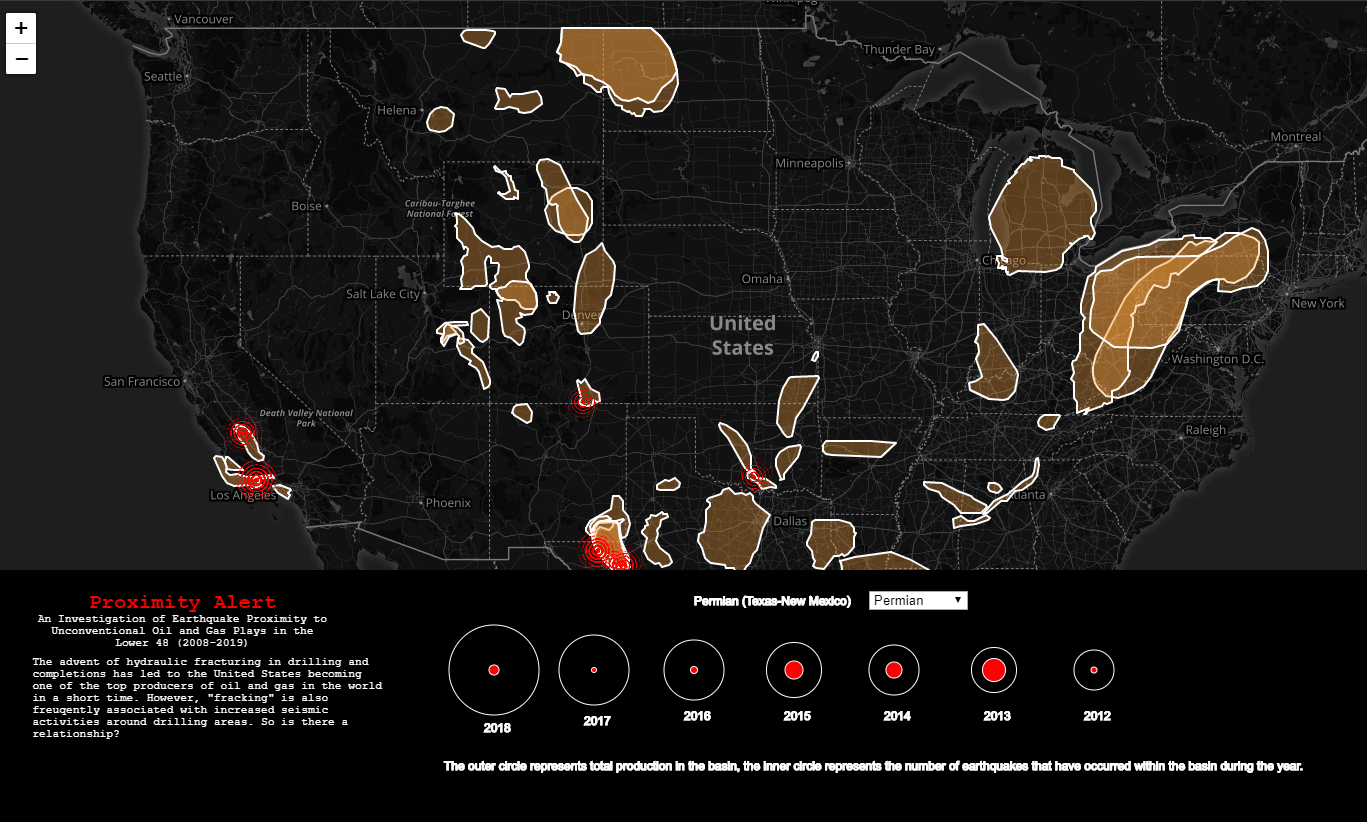 Winnipeg
Vancouver
+
−
Thunder Bay
Seattle
Helena
Montreal
Minneapolis
Caribou-Targhee
National Forest
Boise
Chicago
Omaha
Salt Lake City
New York
Denver
United
States
Washington D.C.
San Francisco
Death Valley National
Park
Raleigh
Los Angeles
Phoenix
Atlanta
Dallas
Proximity Alert
An Investigation of Earthquake Proximity to
Unconventional Oil and Gas Plays in the
Lower 48 (2008-2019)
The advent of hydraulic fracturing in drilling and
completions has led to the United States becoming
one of the top producers of oil and gas in the world
in a short time. However, "fracking" is also
freuqently associated with increased seismic
activities around drilling areas. So is there a
relationship?
Permian (Texas-New Mexico) Permian
2018 2017 2016 2015 2014 2013 2012
The outer circle represents total production in the basin, the inner circle represents the number of earthquakes that have occurred within the basin during the year.